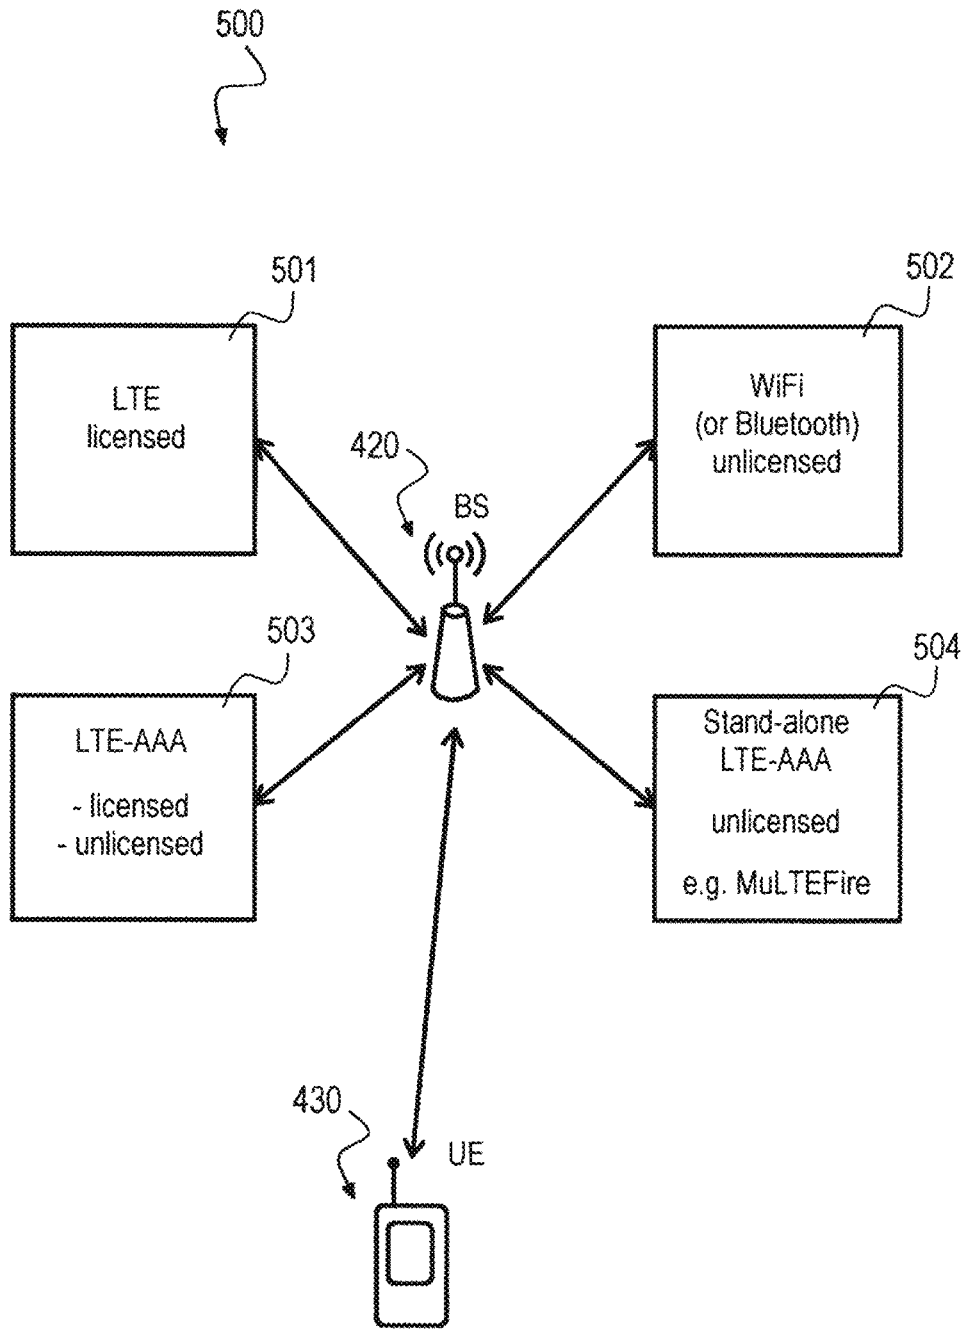 500
501
502
LTE
licensed
WiFi
(or Bluetooth)
unlicensed
420
BS
503
504
LTE-AAA
- licensed
- unlicensed
Stand-alone
LTE-AAA
unlicensed
e.g. MuLTEFire
430
UE